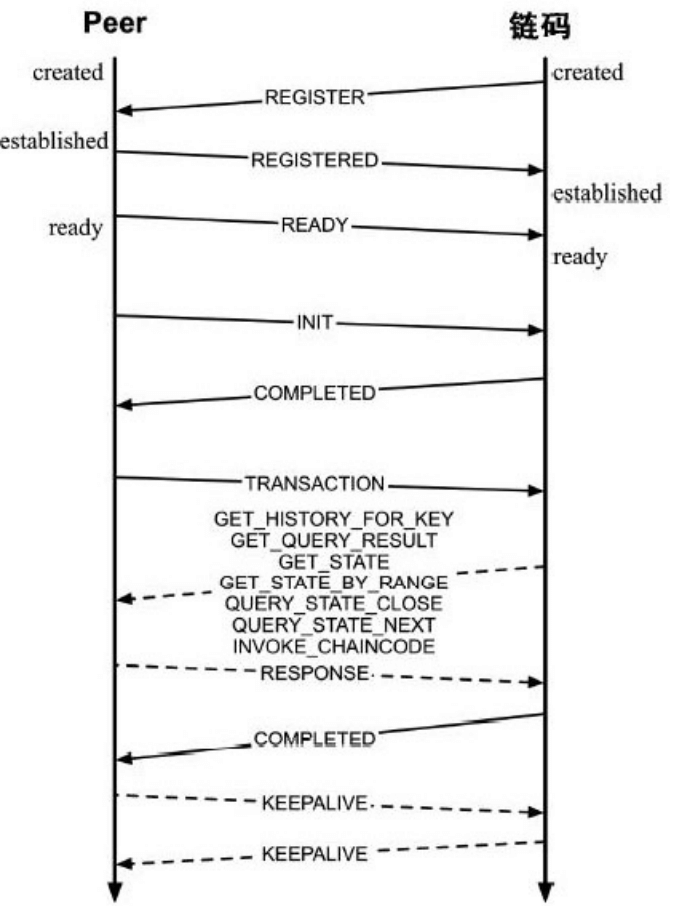 Peer
链码
created
created
REGISTER
established
REGISTERED
established
ready
READY
ready
INIT
COMPLETED
TRANSACTION
GET_HISTORY_FOR_KEY
GET_QUERY_RESULT
GET_STATE
GET_STATE_BY_RANGE
QUERY_STATE_CLOSE
QUERY_STATE_NEXT
INVOKE_CHAINCODE
RESPONSE
COMPLETED
KEEPALIVE
KEEPALIVE